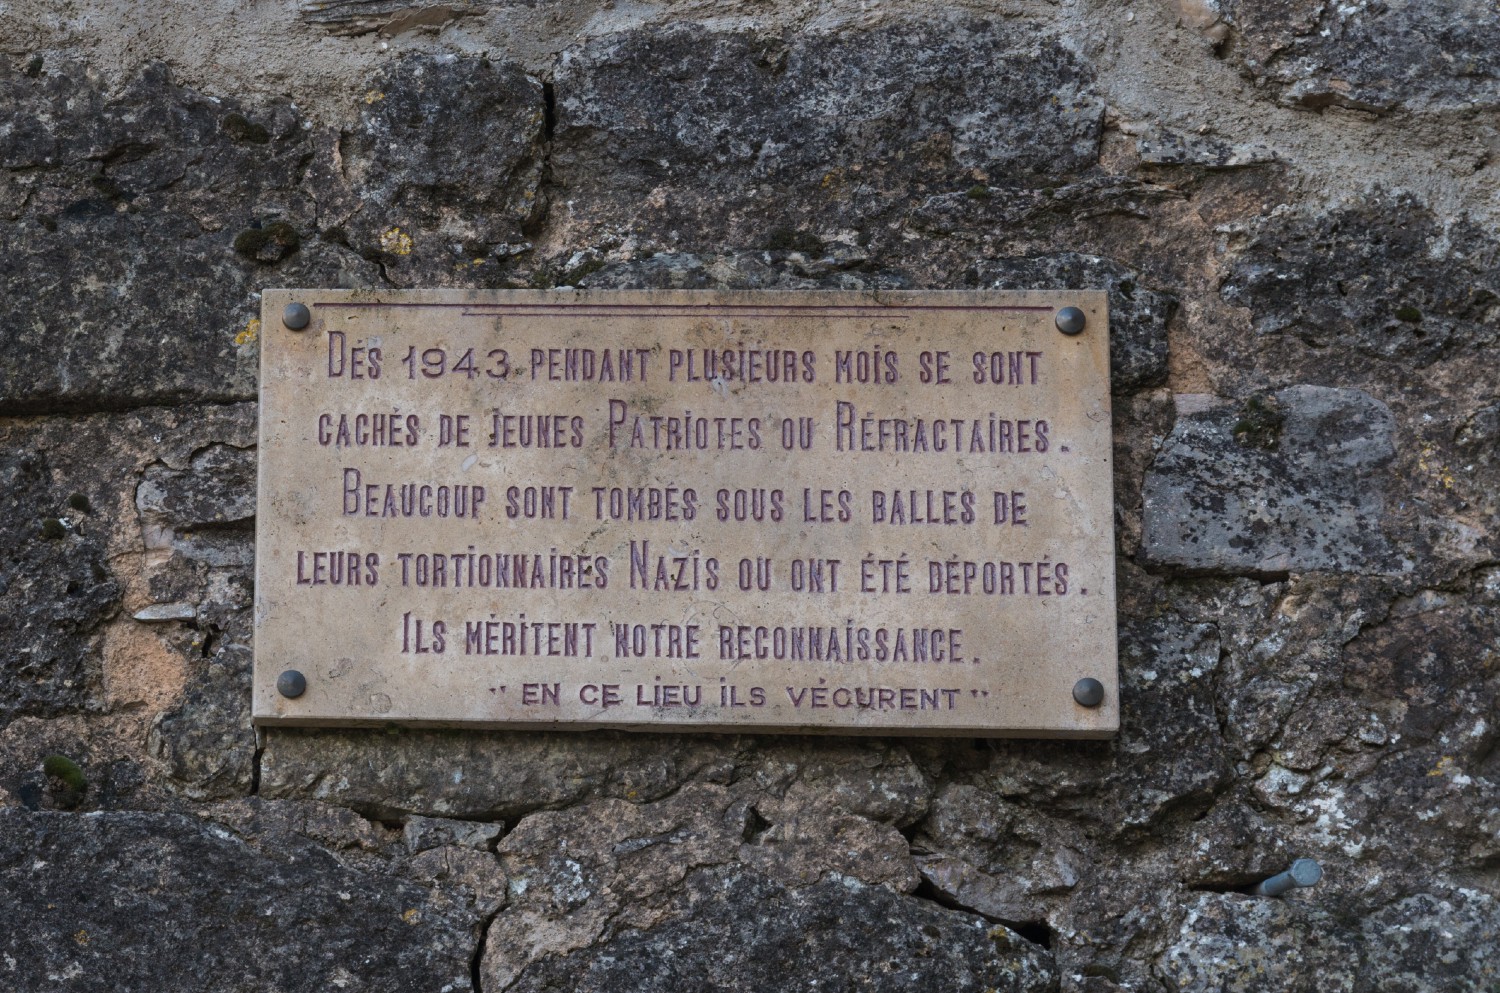 Dés 1943 pendant plusieurs mois se sont
cachés de jeunes Patriotes ou Réfractaires.
Beaucoup sont tombés sous les balles de
leurs tortionnaires Nazis ou ont été déportés.
Ils méritent notre reconnaissance.
"EN CE LIEU ILS VÉCURENT"